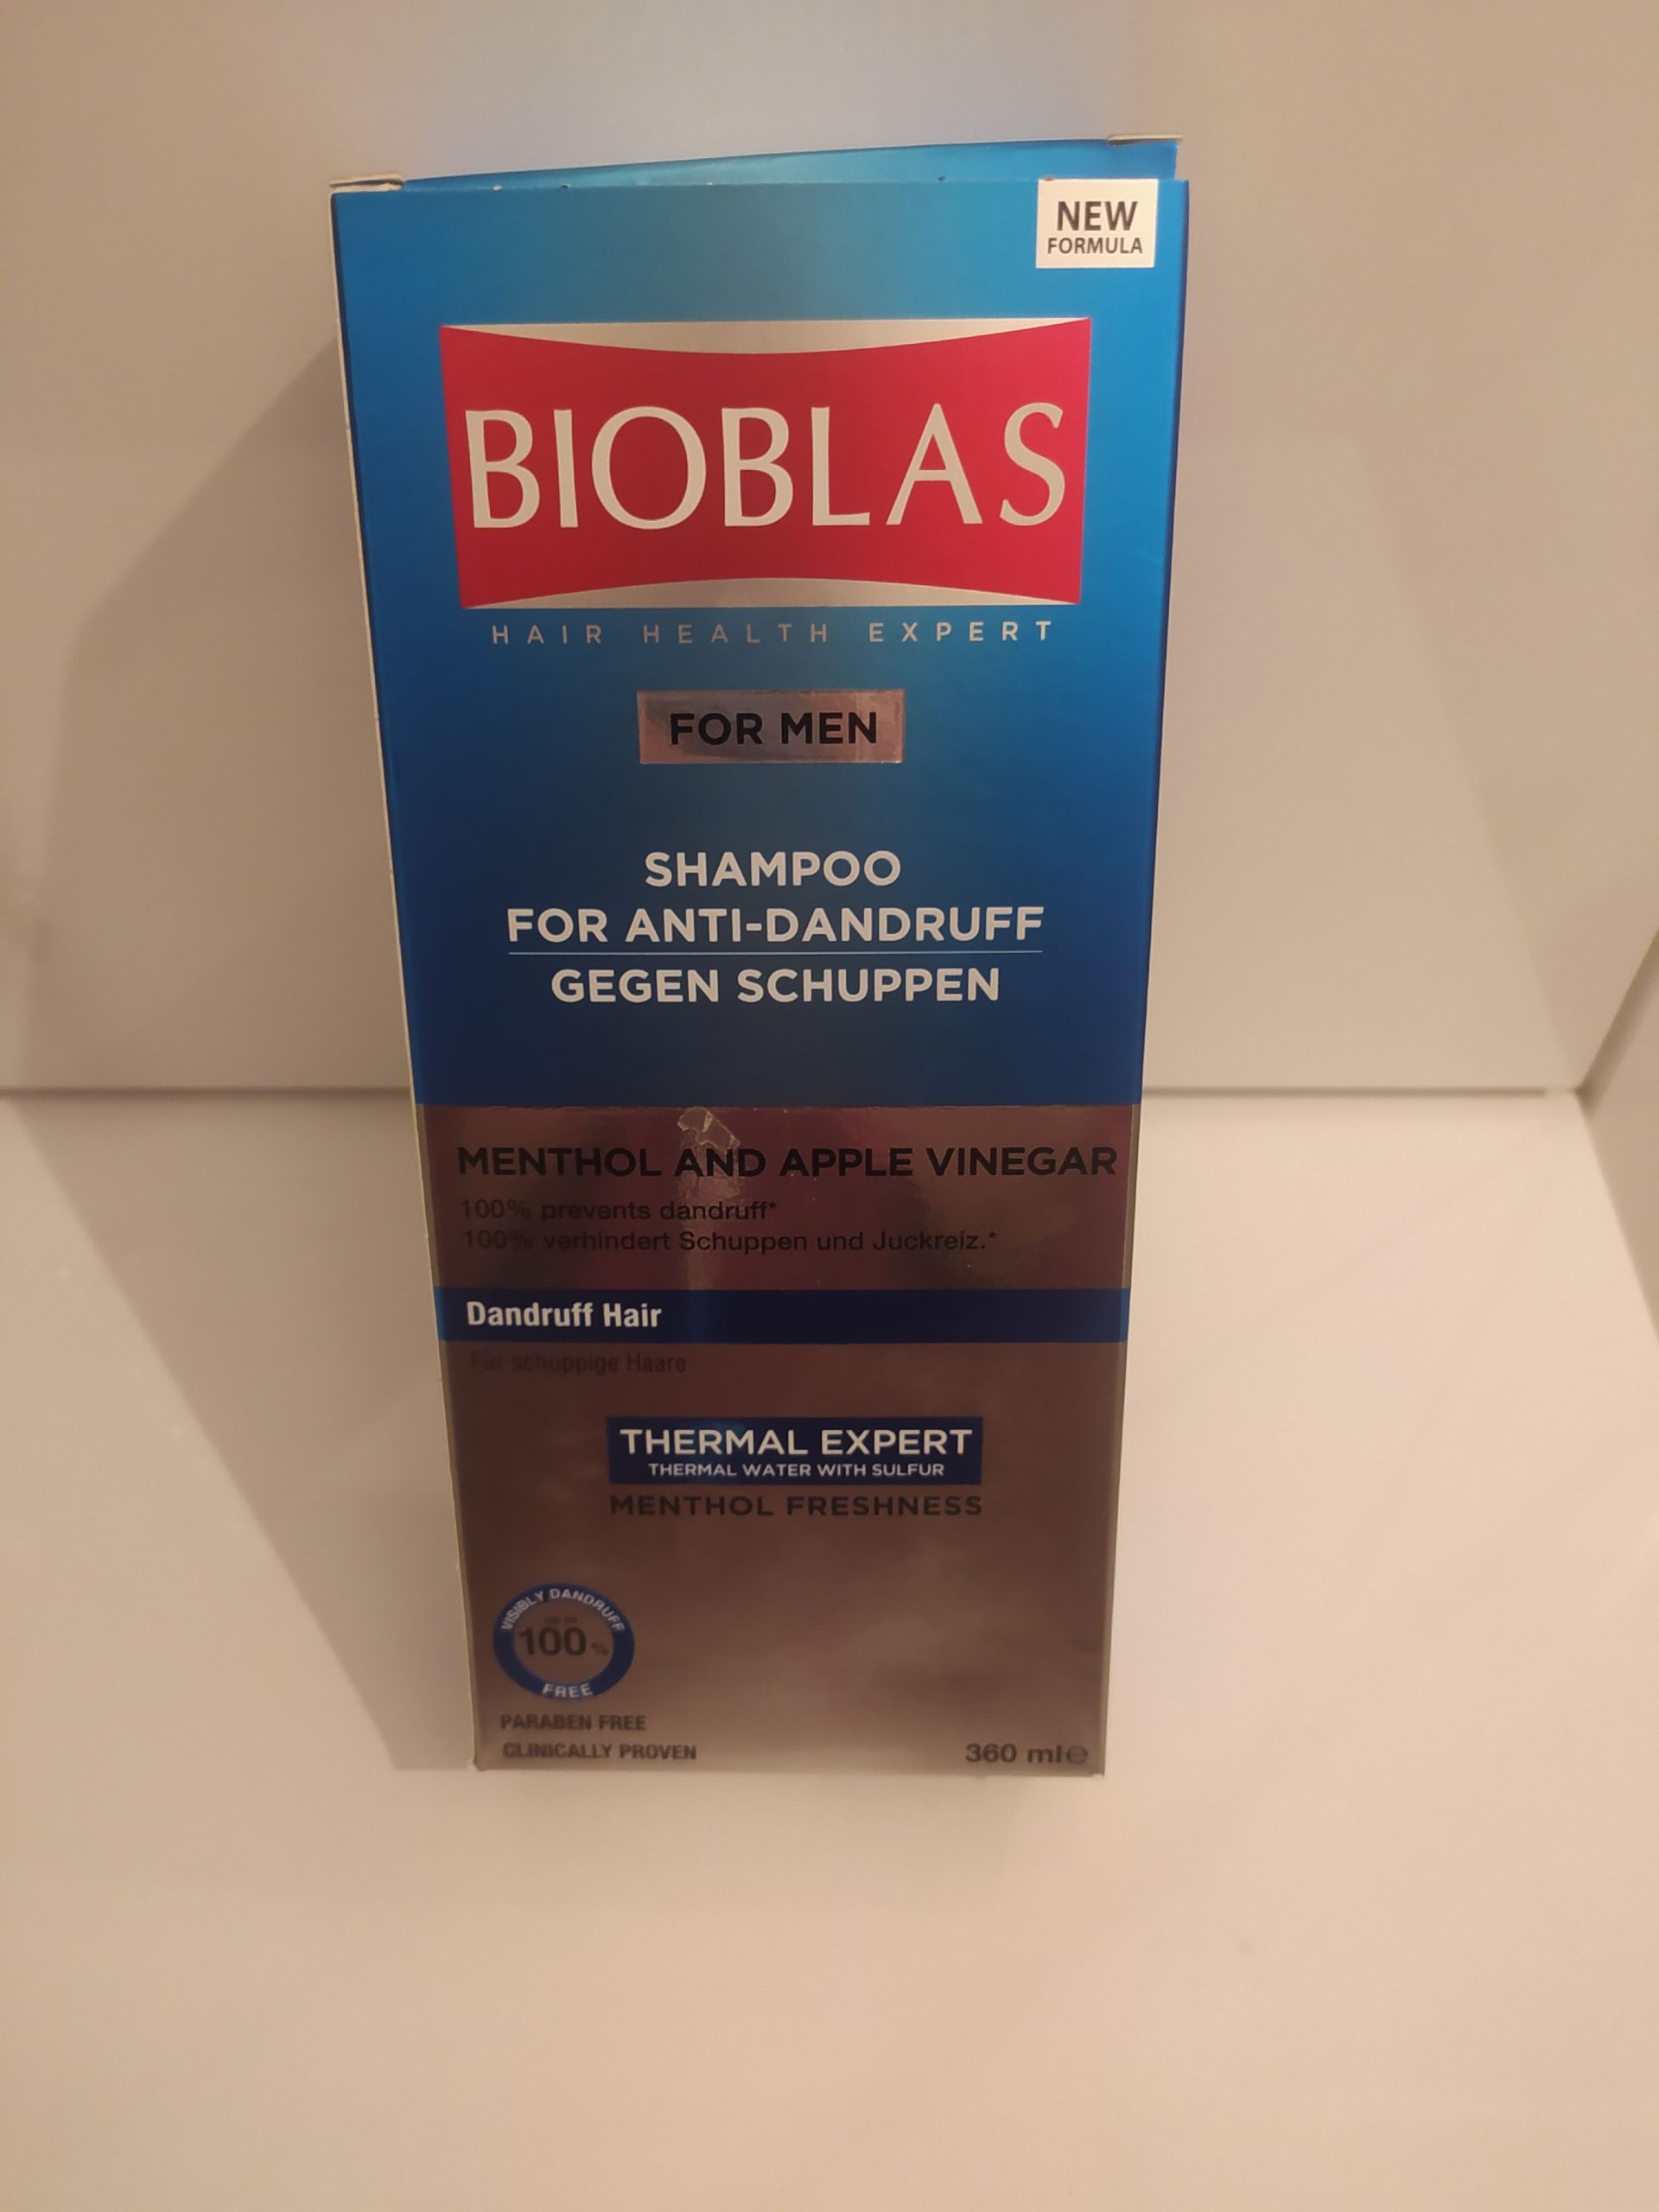 NEW
FORMULA
BIOBLAS
HAIR HEALTH EXPERT
FOR MEN
SHAMPOO
FOR ANTI-DANDRUFF
GEGEN SCHUPPEN
MENTHOL AND APPLE VINEGAR
100% prevents dandruff*
100% verhindert Schuppen und Juckreiz.*
Dandruff Hair
Für schuppige Haare
THERMAL EXPERT
THERMAL WATER WITH SULFUR
MENTHOL FRESHNESS
VISIBLY DANDRUFF
up to
100%
FREE
PARABEN FREE
CLINICALLY PROVEN
360 ml℮